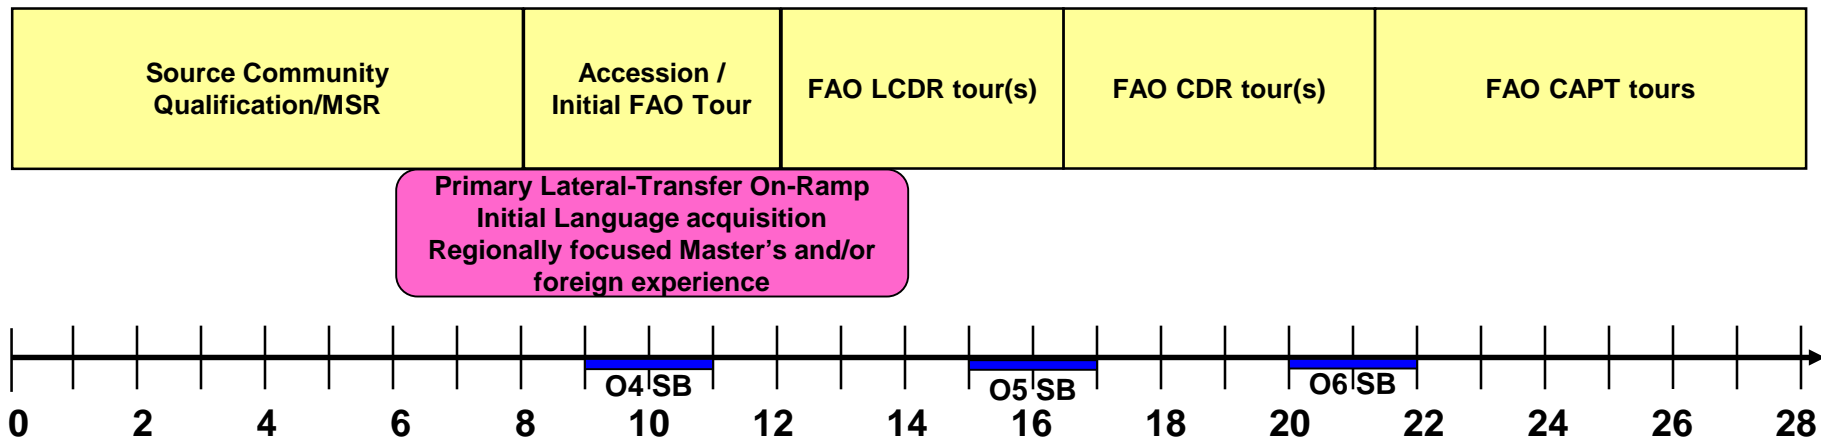 Source Community
Qualification/MSR
Accession /
Initial FAO Tour
FAO LCDR tour(s)
FAO CDR tour(s)
FAO CAPT tours
Primary Lateral-Transfer On-Ramp
Initial Language acquisition
Regionally focused Master's and/or
foreign experience
O4 SB
O5 SB
O6 SB
0 2 4 6 8 10 12 14 16 18 20 22 24 26 28